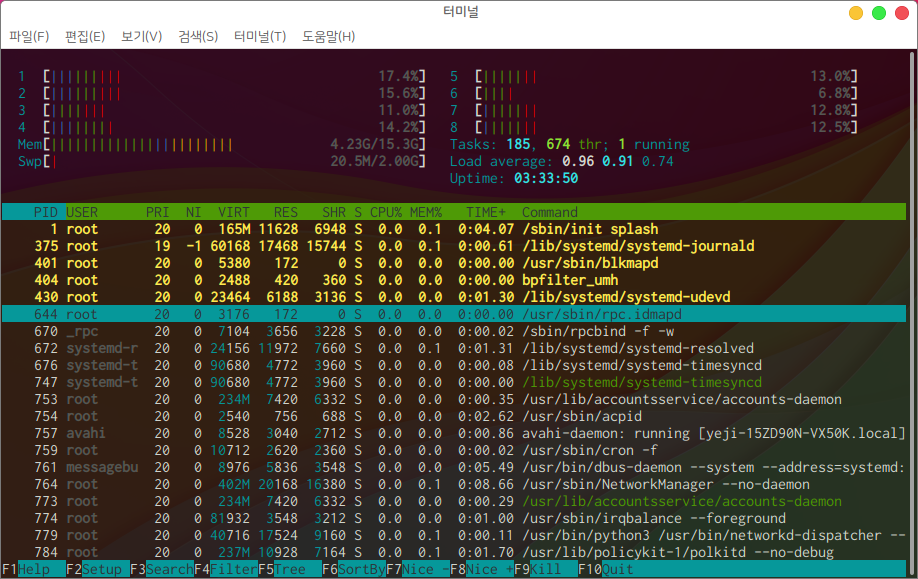 터미널
파일(F) 편집(E) 보기(V) 검색(S) 터미널(T) 도움말(H)
1 [||||||||||| 17.4%] 5 [||||||| 13.0%]
2 [||||||||||| 15.6%] 6 [|||| 6.8%]
3 [|||||||| 11.0%] 7 [||||||| 12.8%]
4 [||||||||| 14.2%] 8 [||||||| 12.5%]
Mem[||||||||||||||||||||||| 4.23G/15.3G] Tasks: 185, 674 thr; 1 running
Swp[| 20.5M/2.00G] Load average: 0.96 0.91 0.74
Uptime: 03:33:50
PID USER PRI NI VIRT RES SHR S CPU% MEM% TIME+ Command
1 root 20 0 165M 11628 6948 S 0.0 0.1 0:04.07 /sbin/init splash
375 root 19 -1 60168 17468 15744 S 0.0 0.1 0:00.61 /lib/systemd/systemd-journald
401 root 20 0 5380 172 0 S 0.0 0.0 0:00.00 /usr/sbin/blkmapd
404 root 20 0 2488 420 360 S 0.0 0.0 0:00.00 bpfilter_umh
430 root 20 0 23464 6188 3136 S 0.0 0.0 0:01.30 /lib/systemd/systemd-udevd
644 root 20 0 3176 172 0 S 0.0 0.0 0:00.00 /usr/sbin/rpc.idmapd
670 _rpc 20 0 7104 3656 3228 S 0.0 0.0 0:00.02 /sbin/rpcbind -f -w
672 systemd-r 20 0 24156 11972 7660 S 0.0 0.1 0:01.31 /lib/systemd/systemd-resolved
676 systemd-t 20 0 90680 4772 3960 S 0.0 0.0 0:00.08 /lib/systemd/systemd-timesyncd
747 systemd-t 20 0 90680 4772 3960 S 0.0 0.0 0:00.00 /lib/systemd/systemd-timesyncd
753 root 20 0 234M 7420 6332 S 0.0 0.0 0:00.35 /usr/lib/accountsservice/accounts-daemon
754 root 20 0 2540 756 688 S 0.0 0.0 0:02.62 /usr/sbin/acpid
757 avahi 20 0 8528 3040 2712 S 0.0 0.0 0:00.86 avahi-daemon: running [yeji-15ZD90N-VX50K.local]
759 root 20 0 10712 2620 2360 S 0.0 0.0 0:00.02 /usr/sbin/cron -f
761 messagebu 20 0 8976 5836 3548 S 0.0 0.0 0:05.49 /usr/bin/dbus-daemon --system --address=systemd:
764 root 20 0 402M 20168 16380 S 0.0 0.1 0:08.66 /usr/sbin/NetworkManager --no-daemon
773 root 20 0 234M 7420 6332 S 0.0 0.0 0:00.29 /usr/lib/accountsservice/accounts-daemon
774 root 20 0 81932 3548 3212 S 0.0 0.0 0:01.00 /usr/sbin/irqbalance --foreground
779 root 20 0 40716 17524 9160 S 0.0 0.1 0:00.11 /usr/bin/python3 /usr/bin/networkd-dispatcher --
784 root 20 0 237M 10928 7164 S 0.0 0.1 0:01.70 /usr/lib/policykit-1/polkitd --no-debug
F1Help F2Setup F3SearchF4FilterF5Tree F6SortByF7Nice -F8Nice +F9Kill F10Quit